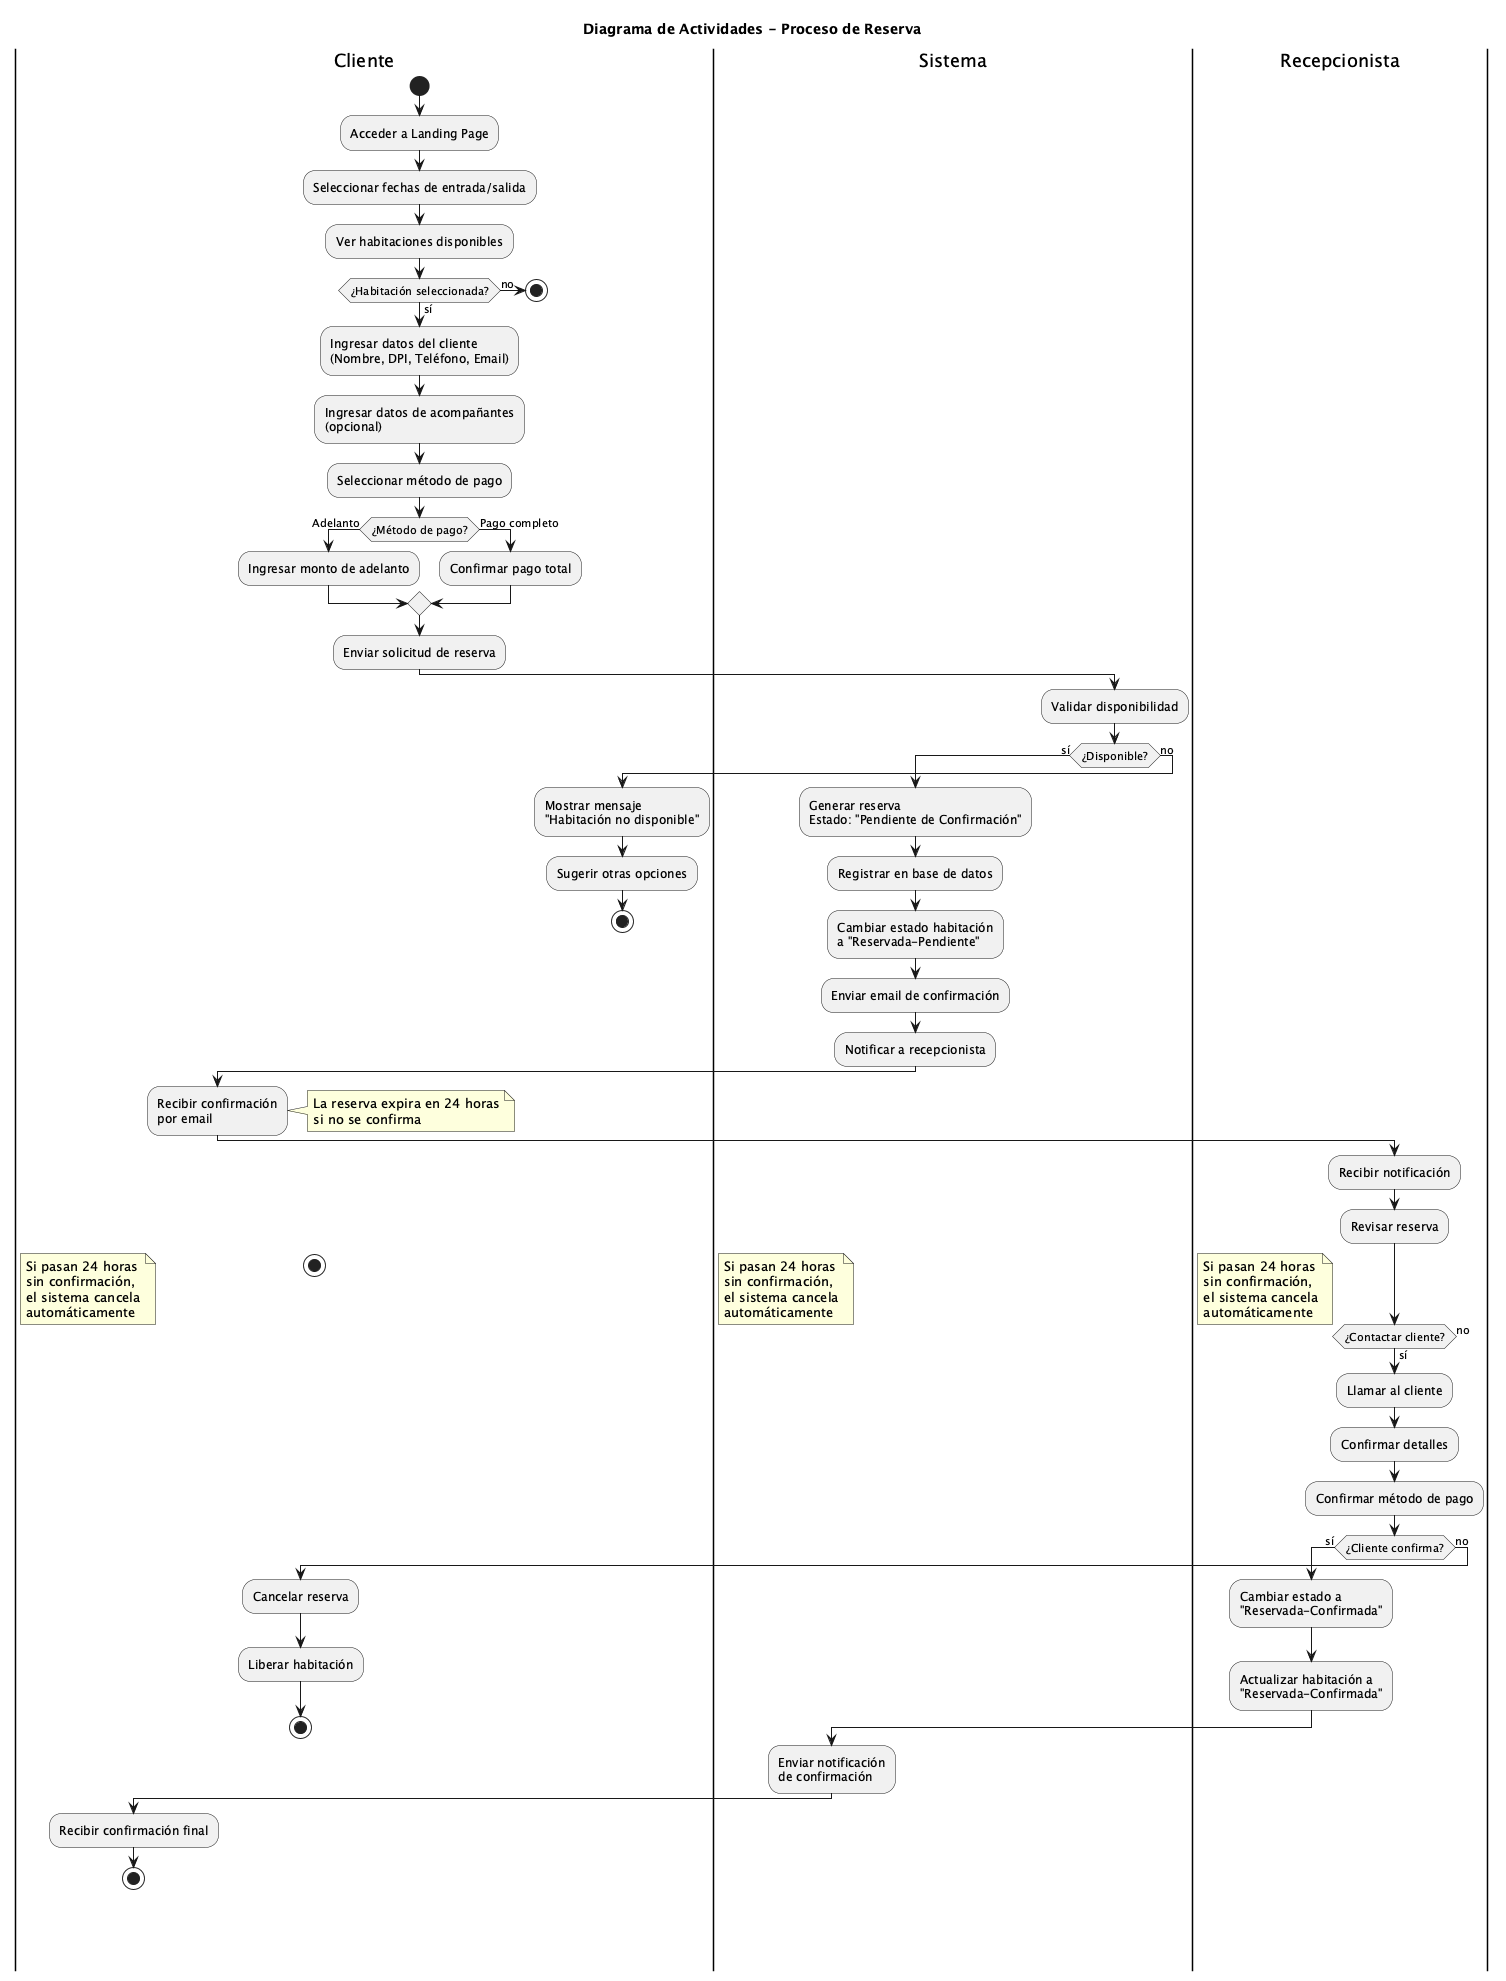 Diagrama de Actividades - Proceso de Reserva
Cliente
Sistema
Recepcionista
Acceder a Landing Page
Seleccionar fechas de entrada/salida
Ver habitaciones disponibles
¿Habitación seleccionada?
no
sí
Ingresar datos del cliente
(Nombre, DPI, Teléfono, Email)
Ingresar datos de acompañantes
(opcional)
Seleccionar método de pago
Adelanto
¿Método de pago?
Pago completo
Ingresar monto de adelanto
Confirmar pago total
Enviar solicitud de reserva
Validar disponibilidad
sí
¿Disponible?
no
Mostrar mensaje
"Habitación no disponible"
Sugerir otras opciones
Generar reserva
Estado: "Pendiente de Confirmación"
Registrar en base de datos
Cambiar estado habitación
a "Reservada-Pendiente"
Enviar email de confirmación
Notificar a recepcionista
Recibir confirmación
por email
La reserva expira en 24 horas
si no se confirma
Recibir notificación
Revisar reserva
Si pasan 24 horas
sin confirmación,
el sistema cancela
automáticamente
Si pasan 24 horas
sin confirmación,
el sistema cancela
automáticamente
Si pasan 24 horas
sin confirmación,
el sistema cancela
automáticamente
¿Contactar cliente?
no
sí
Llamar al cliente
Confirmar detalles
Confirmar método de pago
sí
¿Cliente confirma?
no
Cancelar reserva
Liberar habitación
Cambiar estado a
"Reservada-Confirmada"
Actualizar habitación a
"Reservada-Confirmada"
Enviar notificación
de confirmación
Recibir confirmación final